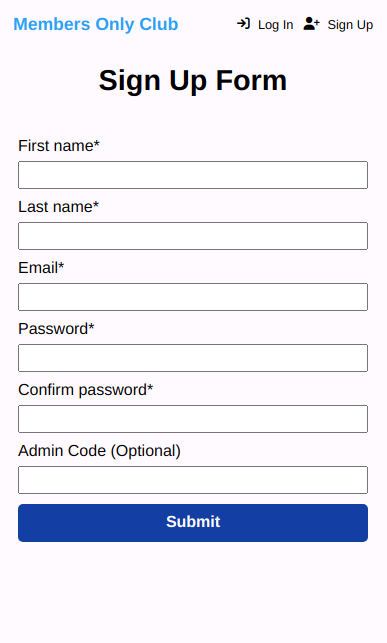 Members Only Club Log In Sign Up
Sign Up Form
First name*
Last name*
Email*
Password*
Confirm password*
Admin Code (Optional)
Submit